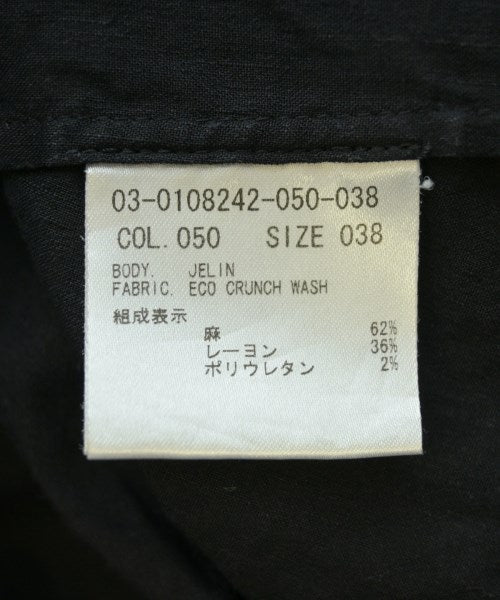 03-0108242-050-038
COL. 050 SIZE 038
BODY. JELIN
FABRIC. ECO CRUNCH WASH
組成表示
麻 62%
レーヨン 36%
ポリウレタン 2%